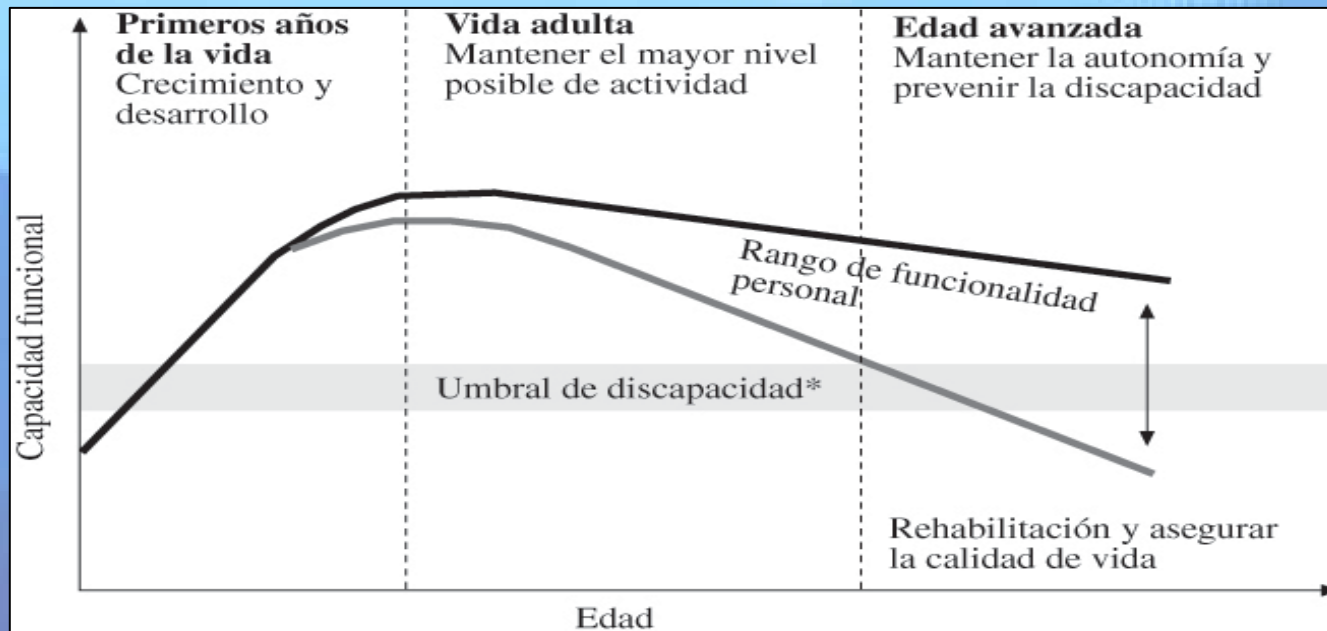 Primeros años
de la vida
Crecimiento y
desarrollo
Vida adulta
Mantener el mayor nivel
posible de actividad
Edad avanzada
Mantener la autonomía y
prevenir la discapacidad
Capacidad funcional
Rango de funcionalidad
personal
Umbral de discapacidad*
Rehabilitación y asegurar
la calidad de vida
Edad